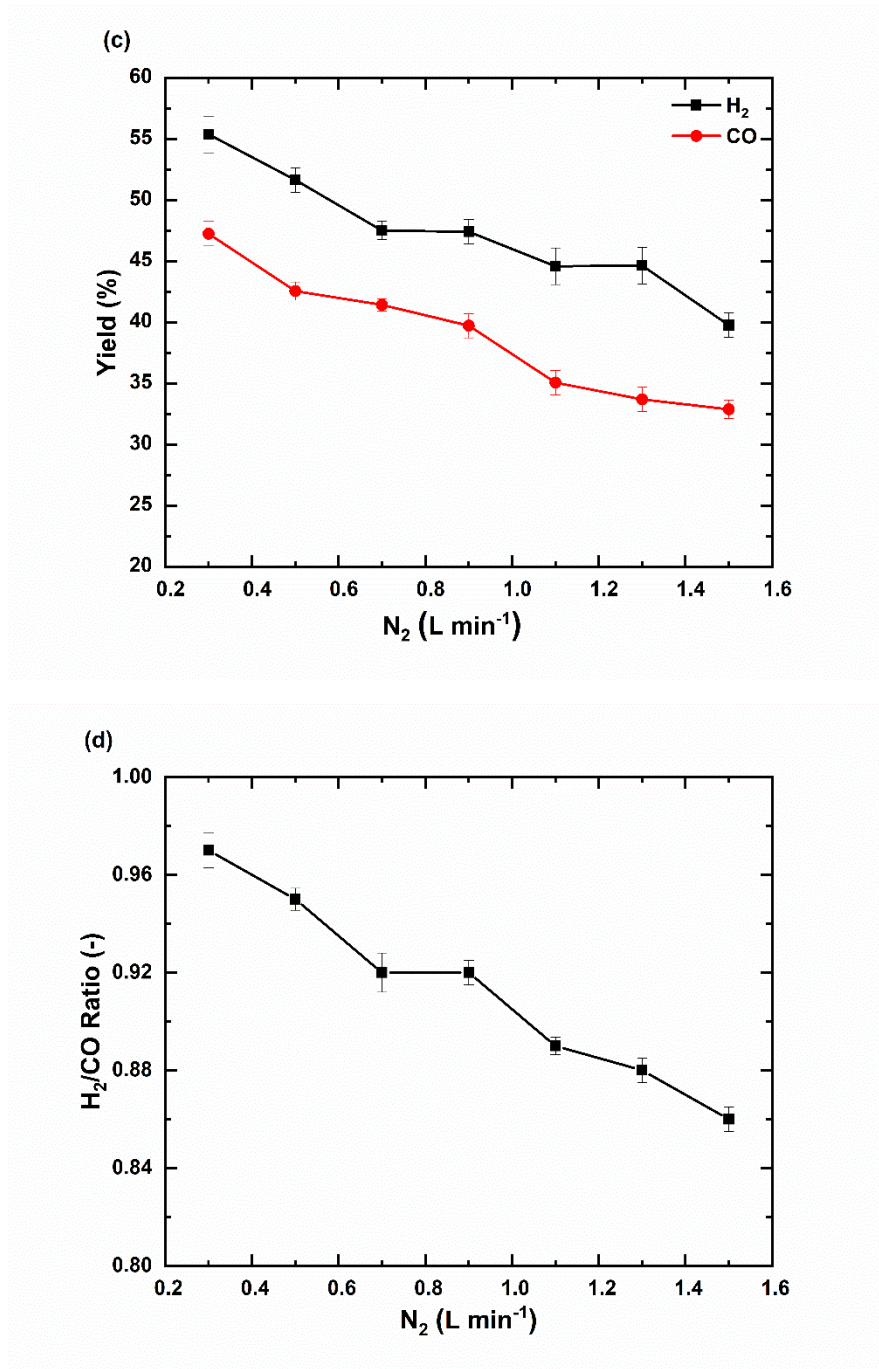 (c)
60
55
50
45
40
35
30
25
20
Yield (%)
H₂
CO
0.2 0.4 0.6 0.8 1.0 1.2 1.4 1.6
N₂ (L min⁻¹)
(d)
1.00
0.96
0.92
0.88
0.84
0.80
H₂/CO Ratio (-)
0.2 0.4 0.6 0.8 1.0 1.2 1.4 1.6
N₂ (L min⁻¹)